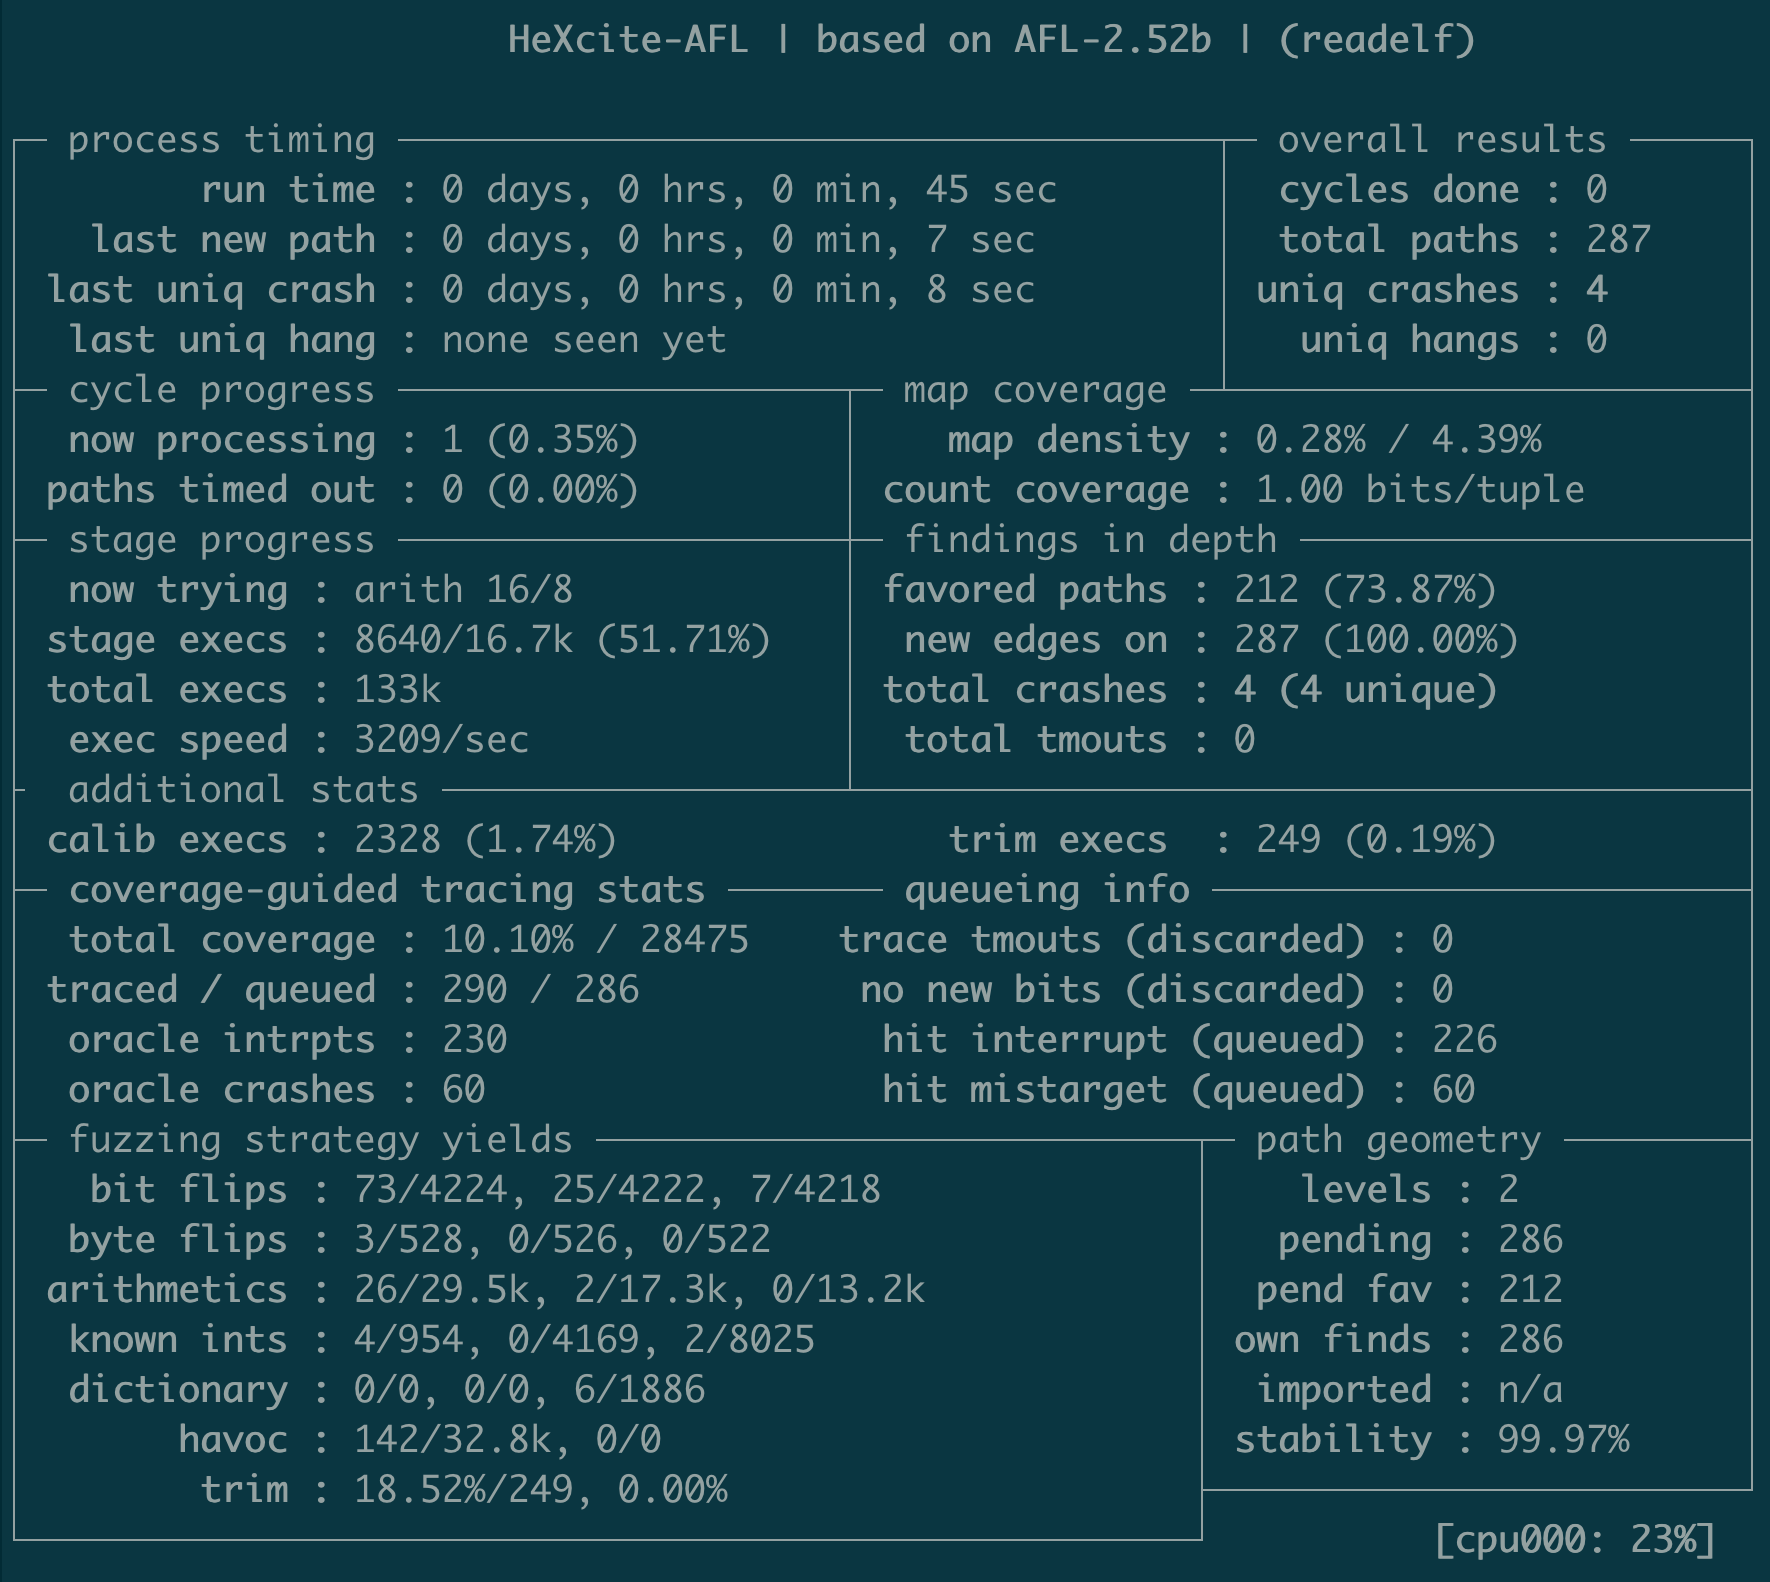 HeXcite-AFL | based on AFL-2.52b | (readelf)
process timing overall results
run time : 0 days, 0 hrs, 0 min, 45 sec cycles done : 0
last new path : 0 days, 0 hrs, 0 min, 7 sec total paths : 287
last uniq crash : 0 days, 0 hrs, 0 min, 8 sec uniq crashes : 4
last uniq hang : none seen yet uniq hangs : 0
cycle progress map coverage
now processing : 1 (0.35%) map density : 0.28% / 4.39%
paths timed out : 0 (0.00%) count coverage : 1.00 bits/tuple
stage progress findings in depth
now trying : arith 16/8 favored paths : 212 (73.87%)
stage execs : 8640/16.7k (51.71%) new edges on : 287 (100.00%)
total execs : 133k total crashes : 4 (4 unique)
exec speed : 3209/sec total tmouts : 0
additional stats
calib execs : 2328 (1.74%) trim execs : 249 (0.19%)
coverage-guided tracing stats queueing info
total coverage : 10.10% / 28475 trace tmouts (discarded) : 0
traced / queued : 290 / 286 no new bits (discarded) : 0
oracle intrpts : 230 hit interrupt (queued) : 226
oracle crashes : 60 hit mistarget (queued) : 60
fuzzing strategy yields path geometry
bit flips : 73/4224, 25/4222, 7/4218 levels : 2
byte flips : 3/528, 0/526, 0/522 pending : 286
arithmetics : 26/29.5k, 2/17.3k, 0/13.2k pend fav : 212
known ints : 4/954, 0/4169, 2/8025 own finds : 286
dictionary : 0/0, 0/0, 6/1886 imported : n/a
havoc : 142/32.8k, 0/0 stability : 99.97%
trim : 18.52%/249, 0.00%
[cpu000: 23%]